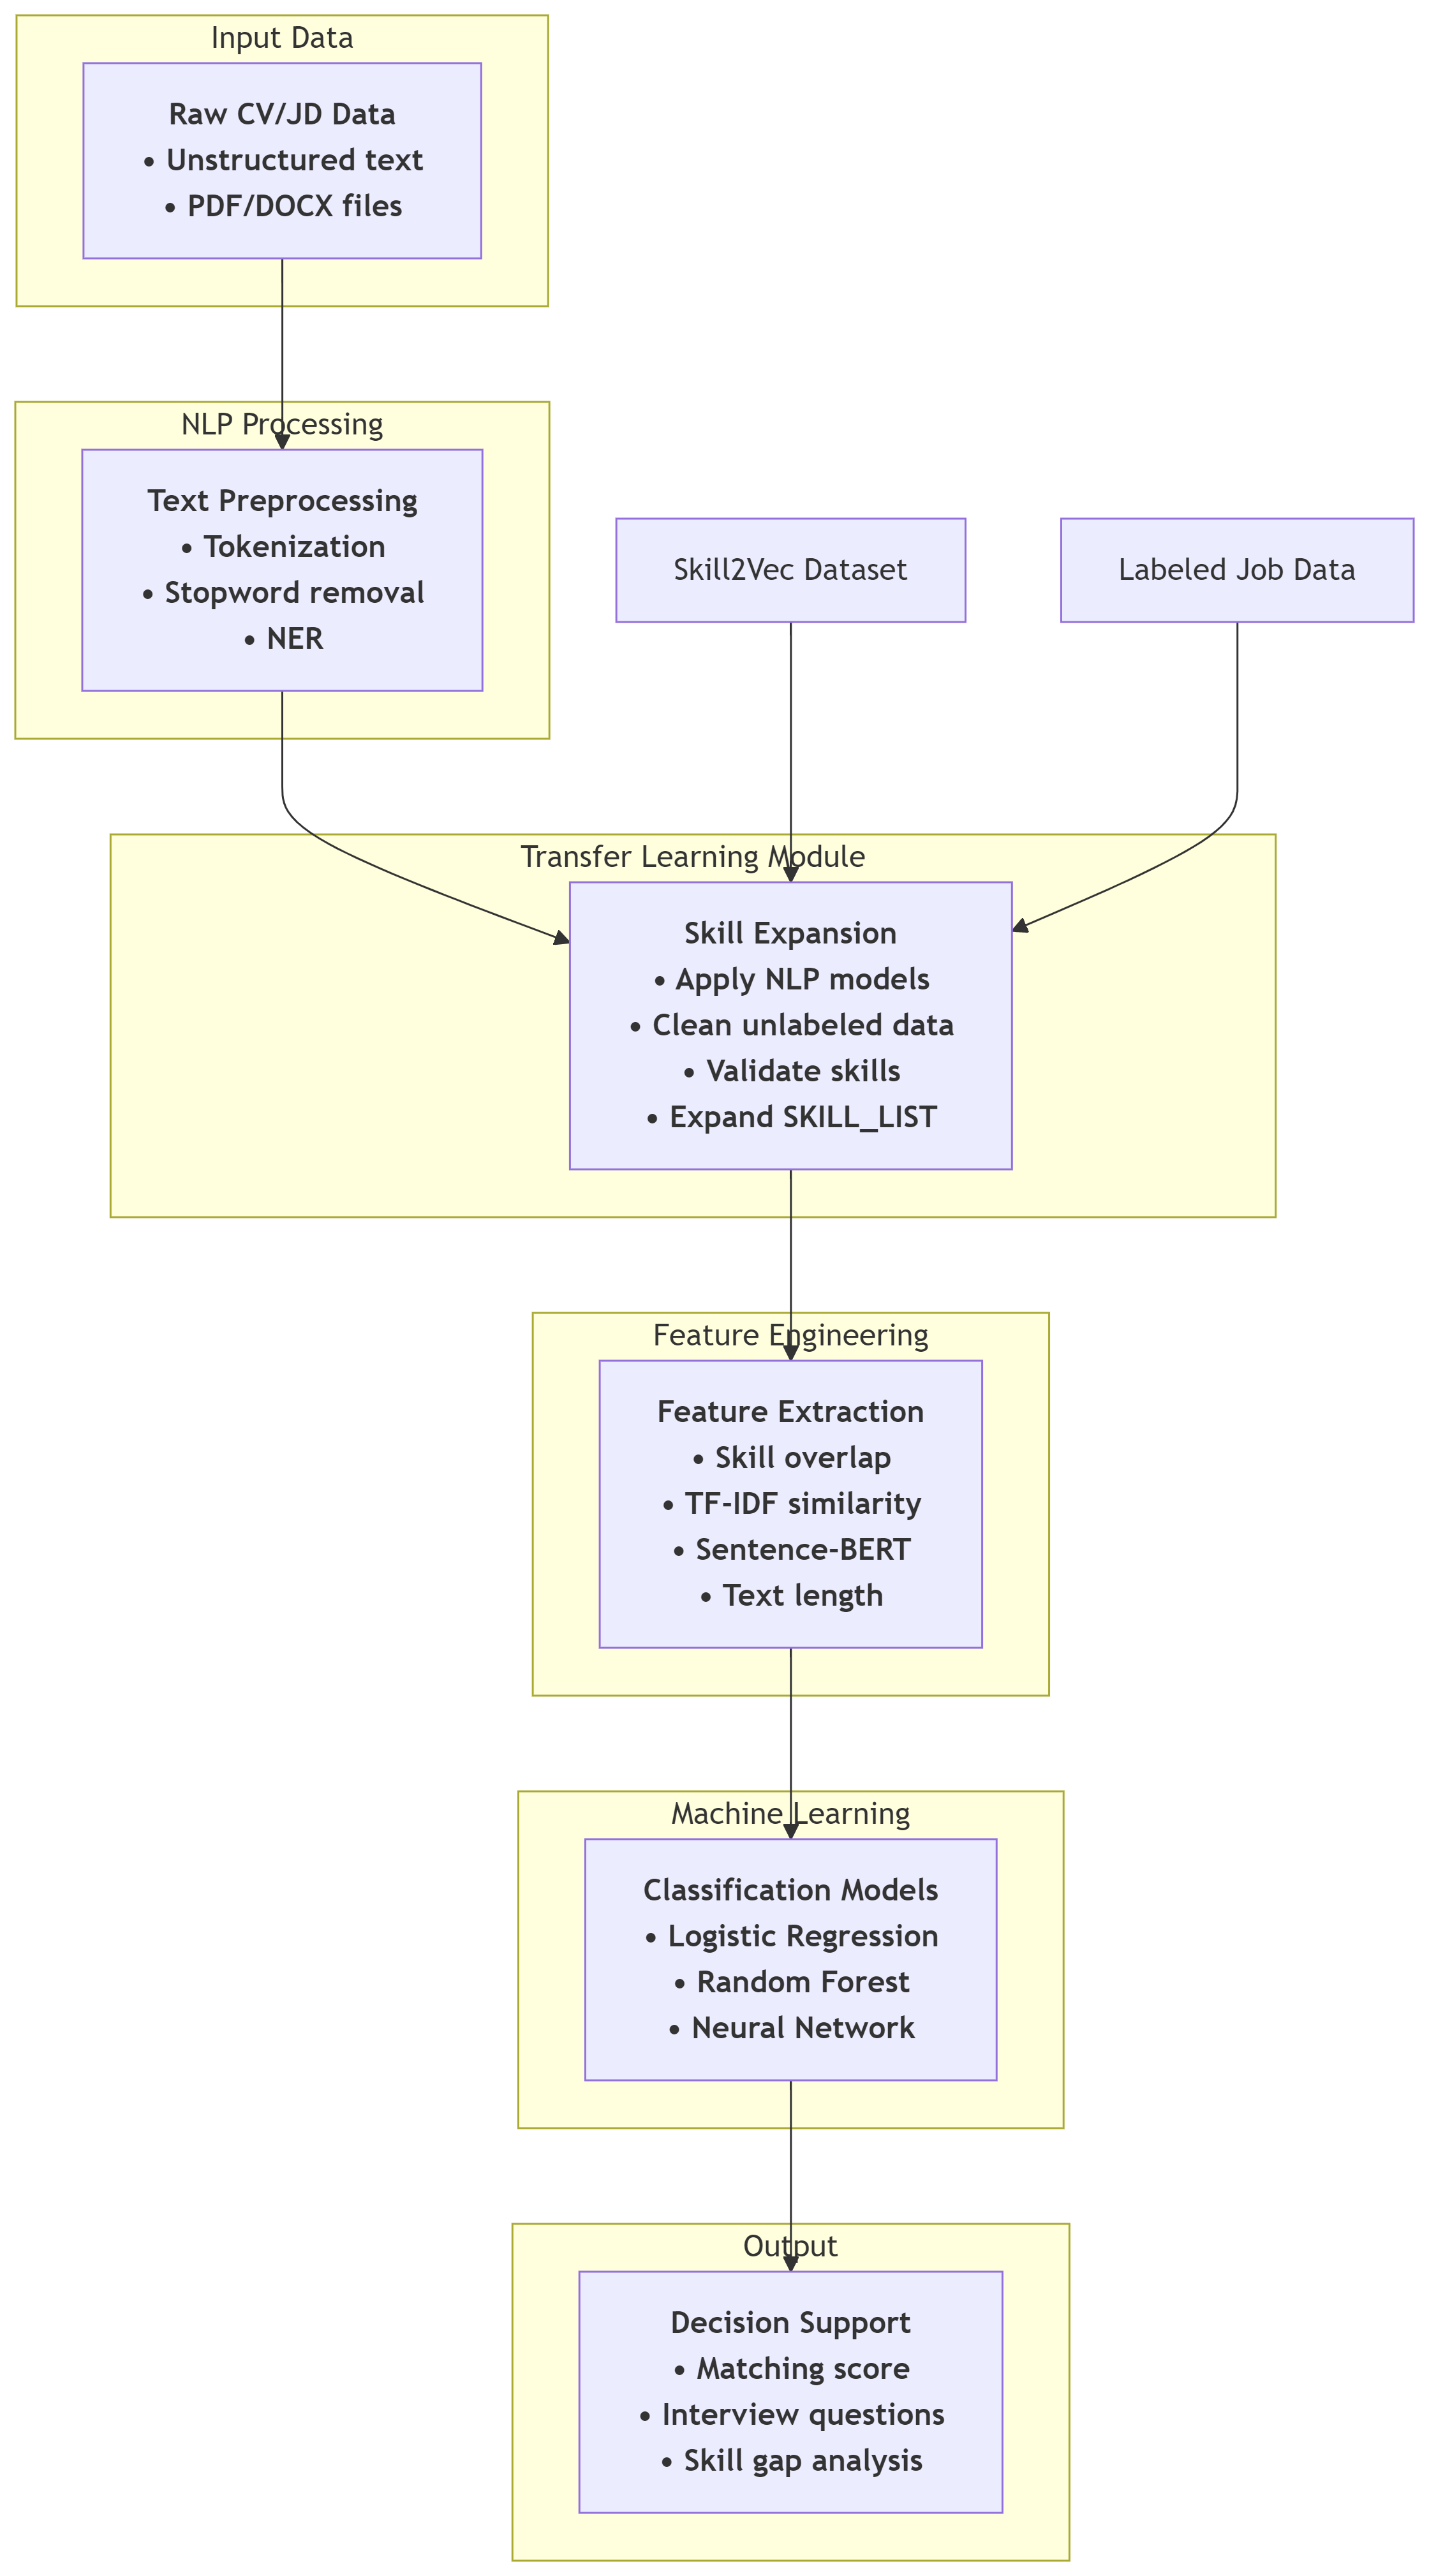 Input Data
Raw CV/JD Data
• Unstructured text
• PDF/DOCX files
NLP Processing
Text Preprocessing
• Tokenization
• Stopword removal
• NER
Skill2Vec Dataset
Labeled Job Data
Transfer Learning Module
Skill Expansion
• Apply NLP models
• Clean unlabeled data
• Validate skills
• Expand SKILL_LIST
Feature Engineering
Feature Extraction
• Skill overlap
• TF-IDF similarity
• Sentence-BERT
• Text length
Machine Learning
Classification Models
• Logistic Regression
• Random Forest
• Neural Network
Output
Decision Support
• Matching score
• Interview questions
• Skill gap analysis